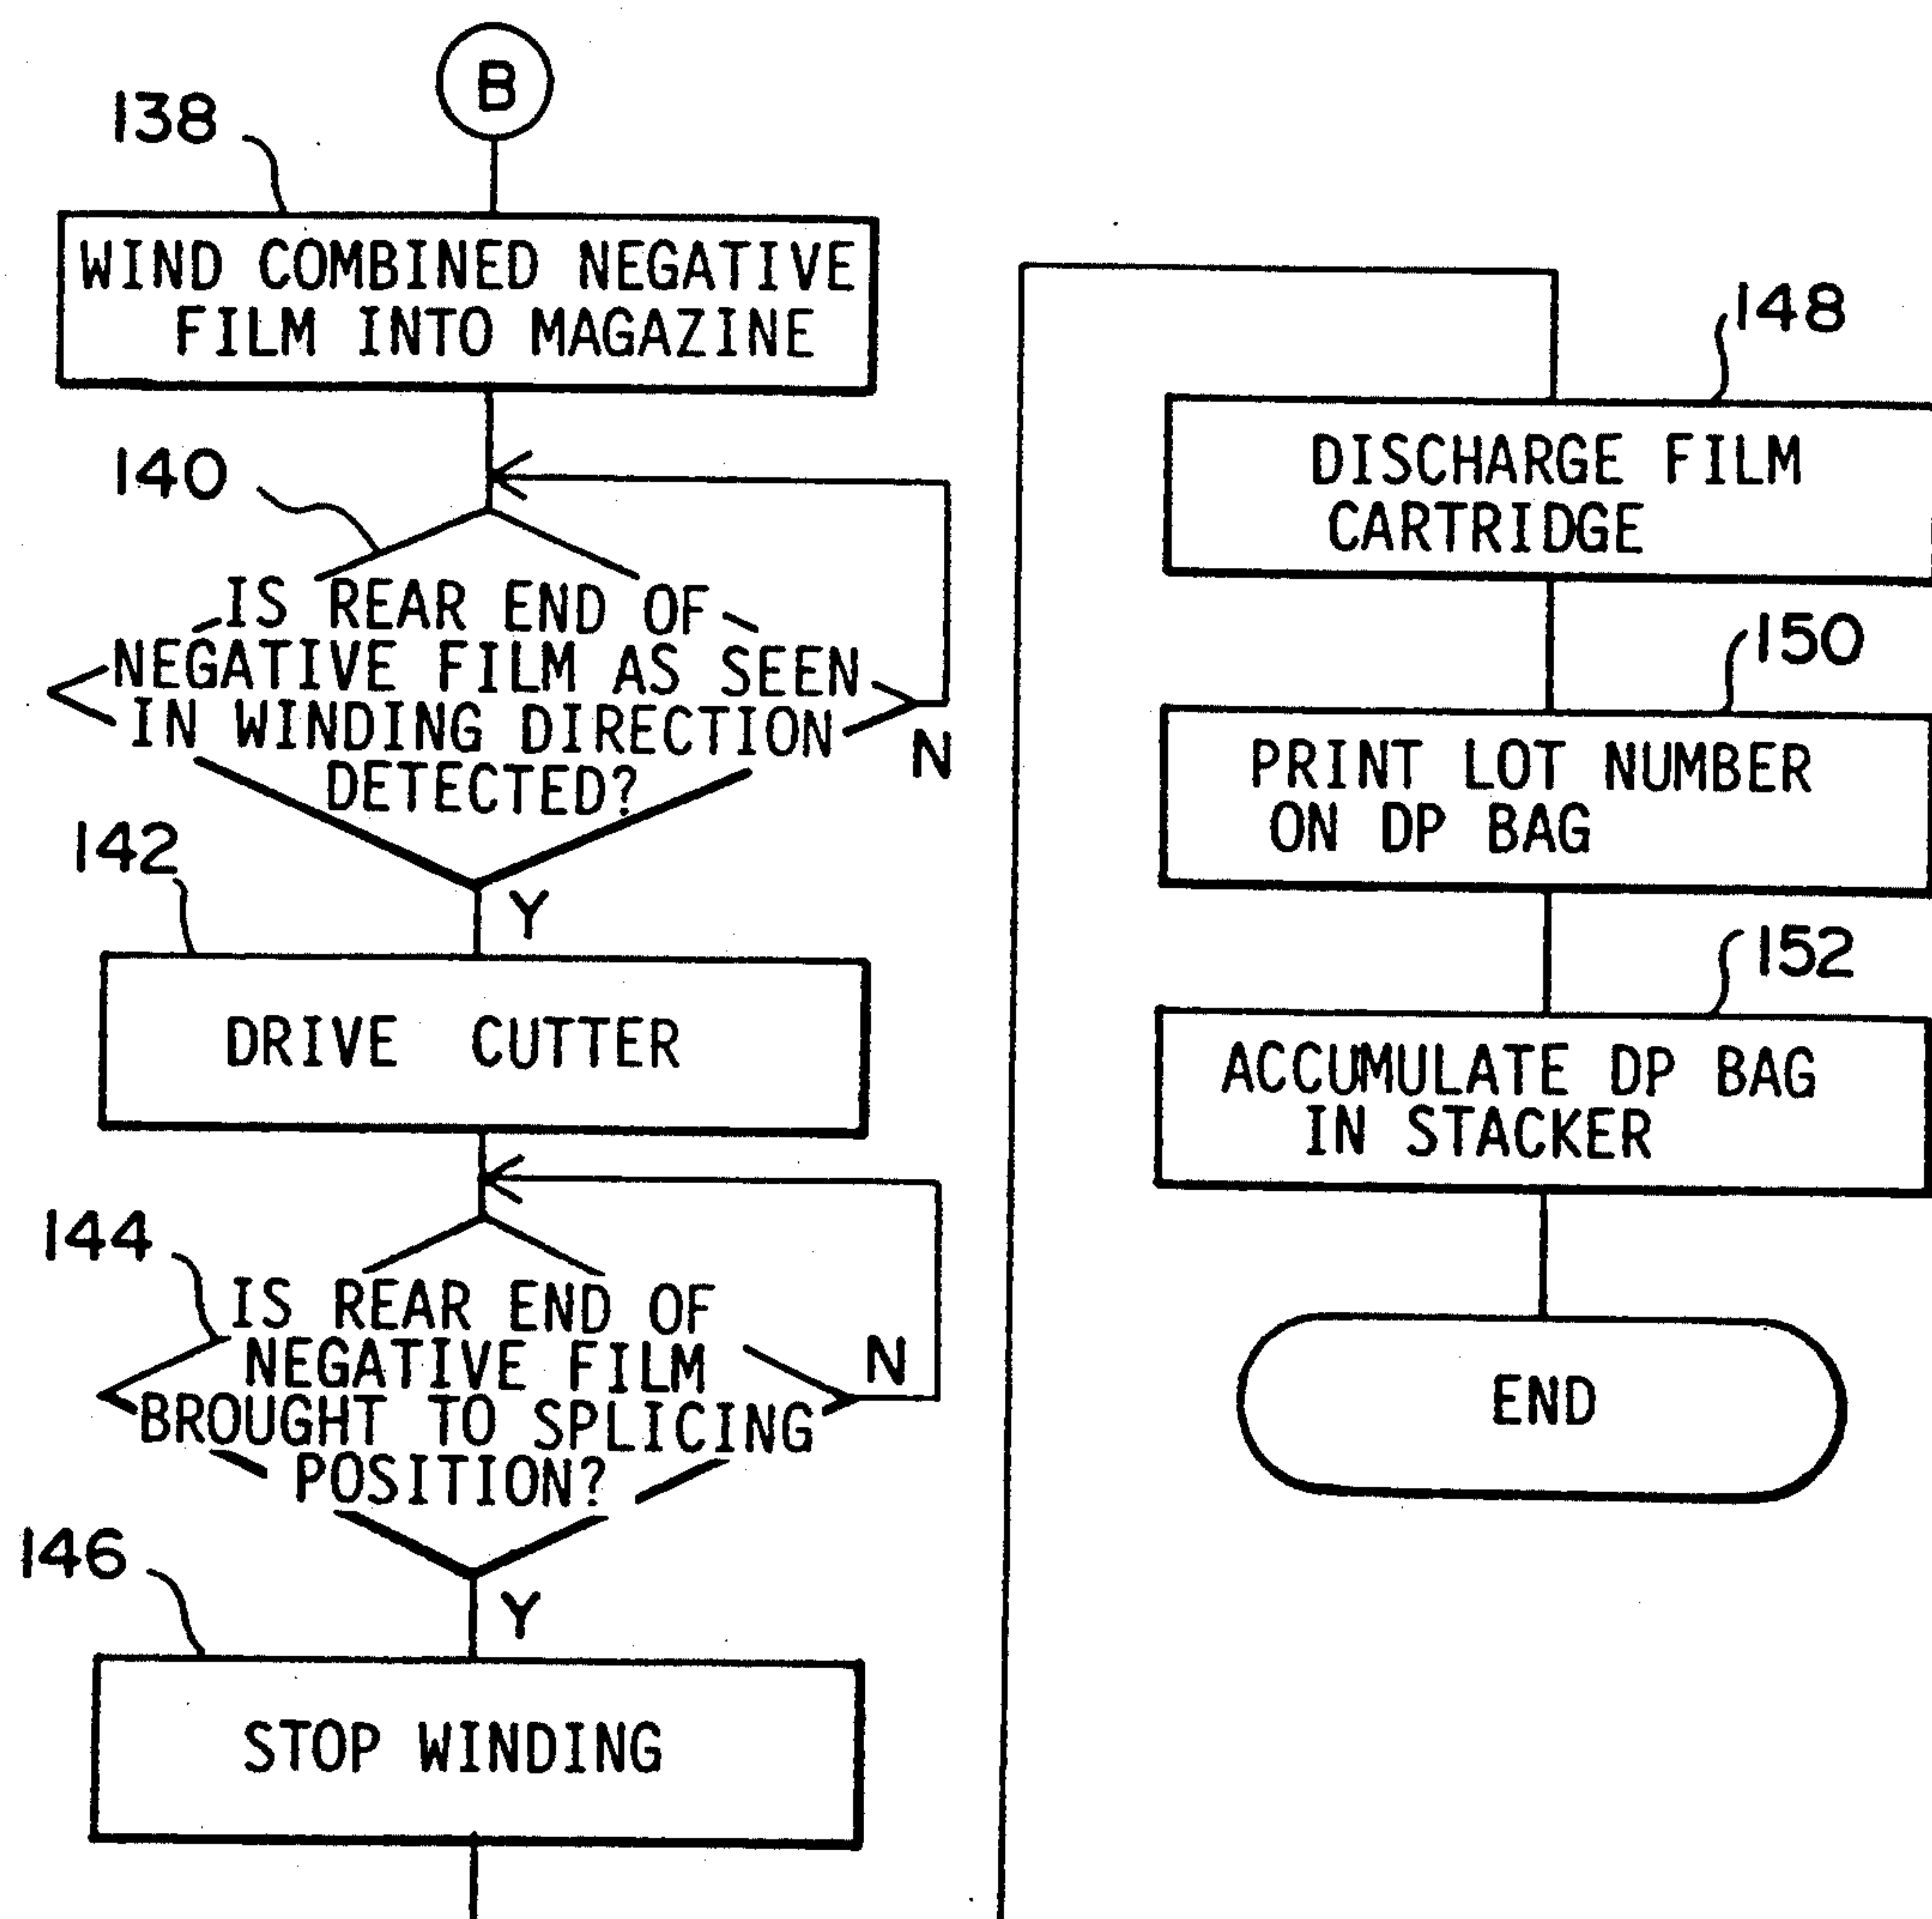 B
138
WIND COMBINED NEGATIVE
FILM INTO MAGAZINE
140
IS REAR END OF
NEGATIVE FILM AS SEEN
IN WINDING DIRECTION
DETECTED?
N
Y
142
DRIVE CUTTER
144
IS REAR END OF
NEGATIVE FILM
BROUGHT TO SPLICING
POSITION?
N
Y
146
STOP WINDING
148
DISCHARGE FILM
CARTRIDGE
150
PRINT LOT NUMBER
ON DP BAG
152
ACCUMULATE DP BAG
IN STACKER
END